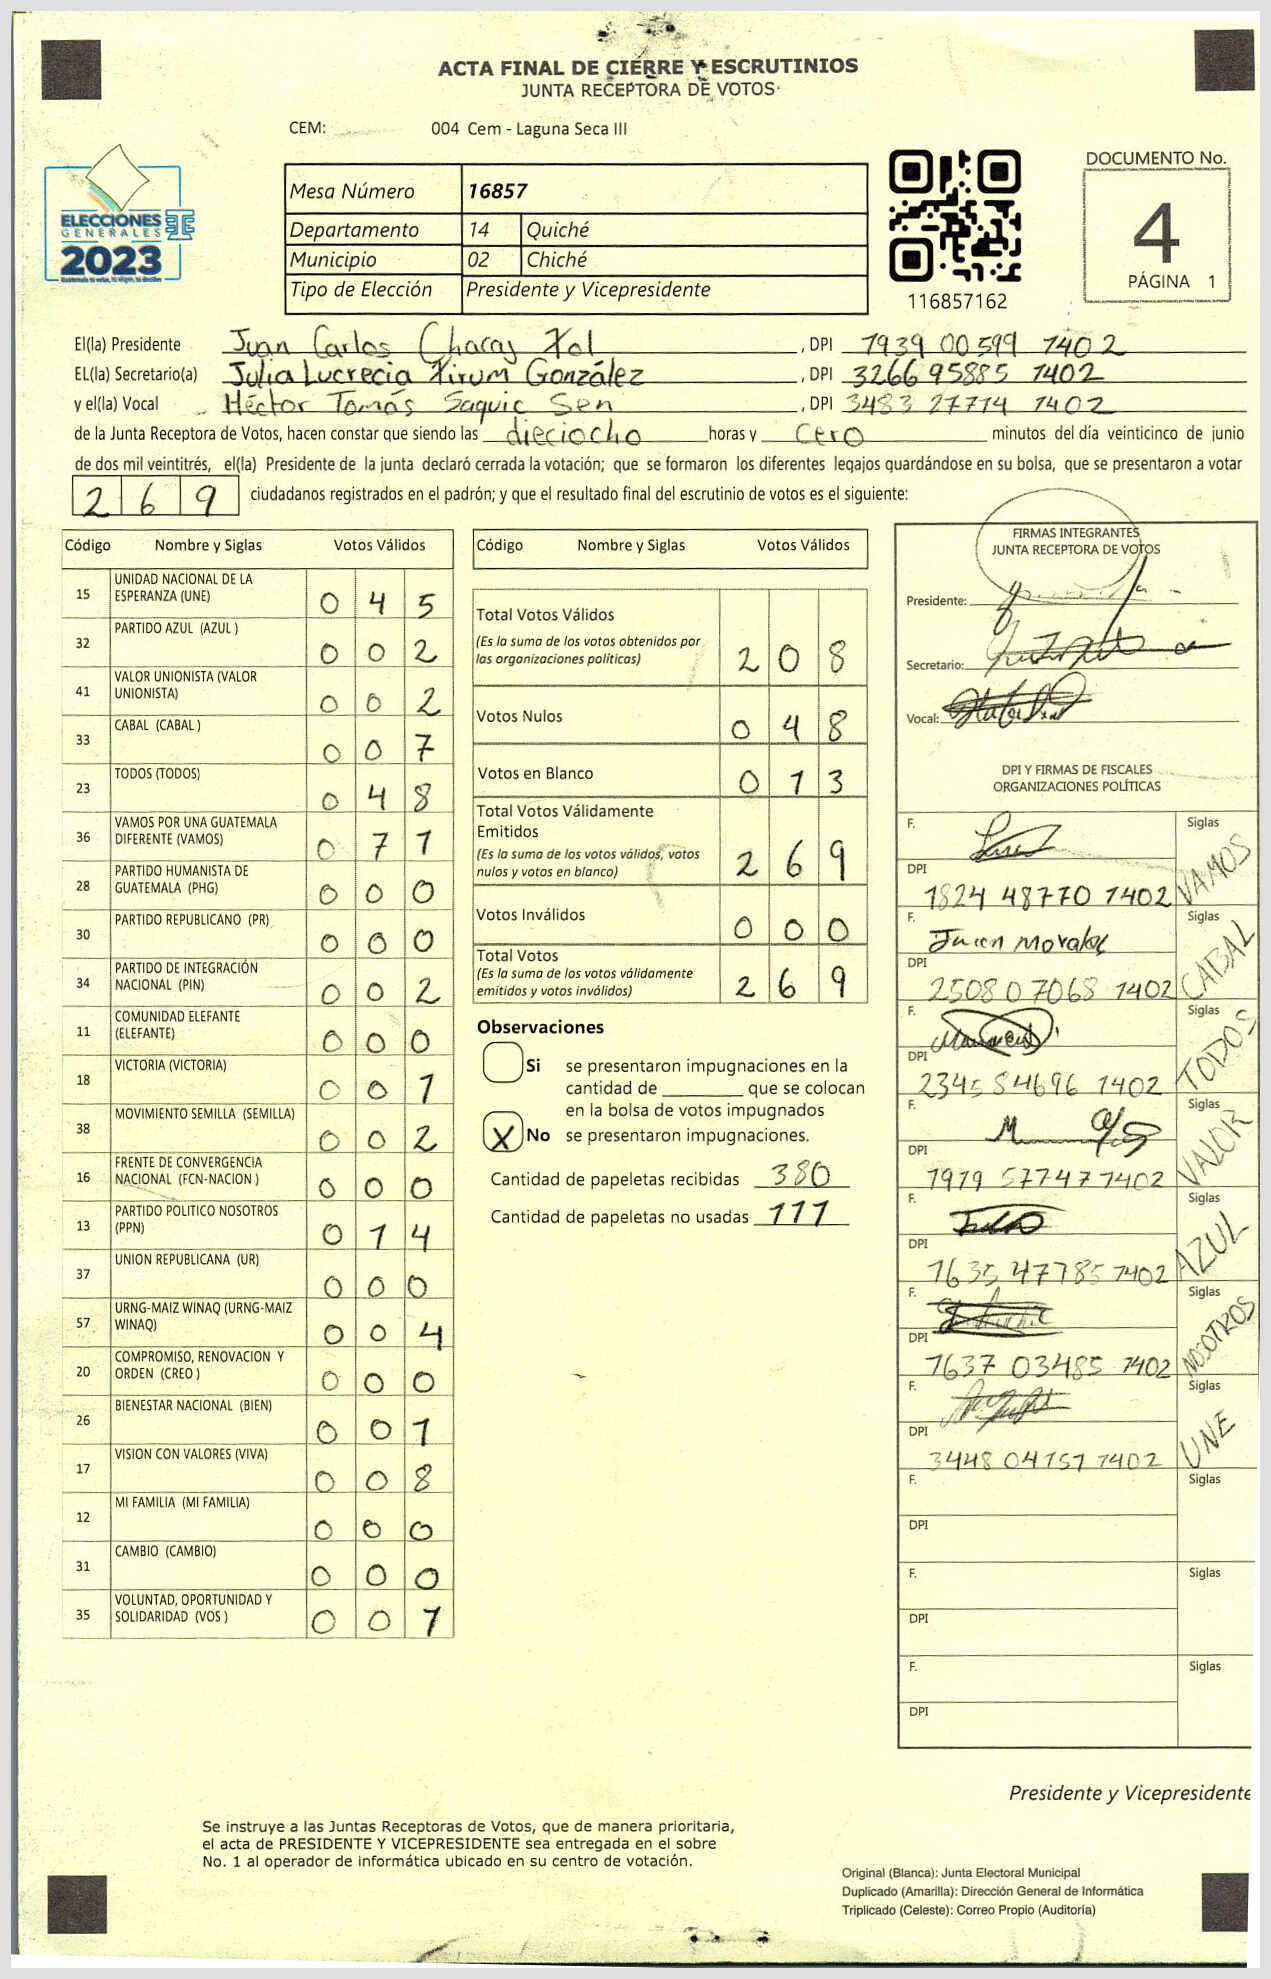 ACTA FINAL DE CIERRE Y ESCRUTINIOS
JUNTA RECEPTORA DE VOTOS
CEM: 004 Cem - Laguna Seca III
ELECCIONES
GENERALES
2023
Mesa Número 16857
Departamento 14 Quiché
Municipio 02 Chiché
Tipo de Elección Presidente y Vicepresidente
116857162
DOCUMENTO No.
4
PÁGINA 1
El(la) Presidente Juan Carlos Chacaj Xol, DPI 1939 00599 1402
EL(la) Secretario(a) Julia Lucrecia Xirum González, DPI 3266 95885 1402
y el(la) Vocal Héctor Tomás Saquic Sen, DPI 3483 27714 1402
de la Junta Receptora de Votos, hacen constar que siendo las dieciocho horas y cero minutos del día veinticinco de junio
de dos mil veintitrés, el(la) Presidente de la junta declaró cerrada la votación; que se formaron los diferentes legajos guardándose en su bolsa, que se presentaron a votar
269 ciudadanos registrados en el padrón; y que el resultado final del escrutinio de votos es el siguiente:
Código Nombre y Siglas Votos Válidos
15 UNIDAD NACIONAL DE LA ESPERANZA (UNE) 0 4 5
32 PARTIDO AZUL (AZUL ) 0 0 2
41 VALOR UNIONISTA (VALOR UNIONISTA) 0 0 2
33 CABAL (CABAL ) 0 0 7
23 TODOS (TODOS) 0 4 8
36 VAMOS POR UNA GUATEMALA DIFERENTE (VAMOS) 0 7 1
28 PARTIDO HUMANISTA DE GUATEMALA (PHG) 0 0 0
30 PARTIDO REPUBLICANO (PR) 0 0 0
34 PARTIDO DE INTEGRACIÓN NACIONAL (PIN) 0 0 2
11 COMUNIDAD ELEFANTE (ELEFANTE) 0 0 0
18 VICTORIA (VICTORIA) 0 0 1
38 MOVIMIENTO SEMILLA (SEMILLA) 0 0 2
16 FRENTE DE CONVERGENCIA NACIONAL (FCN-NACION ) 0 0 0
13 PARTIDO POLITICO NOSOTROS (PPN) 0 1 4
37 UNION REPUBLICANA (UR) 0 0 0
57 URNG-MAIZ WINAQ (URNG-MAIZ WINAQ) 0 0 4
20 COMPROMISO, RENOVACION Y ORDEN (CREO ) 0 0 0
26 BIENESTAR NACIONAL (BIEN) 0 0 1
17 VISION CON VALORES (VIVA) 0 0 8
12 MI FAMILIA (MI FAMILIA) 0 0 0
31 CAMBIO (CAMBIO) 0 0 0
35 VOLUNTAD, OPORTUNIDAD Y SOLIDARIDAD (VOS ) 0 0 1
Código Nombre y Siglas Votos Válidos
Total Votos Válidos
(Es la suma de los votos obtenidos por
las organizaciones políticas) 2 0 8
Votos Nulos 0 4 8
Votos en Blanco 0 1 3
Total Votos Válidamente
Emitidos
(Es la suma de los votos válidos, votos
nulos y votos en blanco) 2 6 9
Votos Inválidos 0 0 0
Total Votos
(Es la suma de los votos válidamente
emitidos y votos inválidos) 2 6 9
Observaciones
Si se presentaron impugnaciones en la
cantidad de ________ que se colocan
en la bolsa de votos impugnados
X No se presentaron impugnaciones.
Cantidad de papeletas recibidas 380
Cantidad de papeletas no usadas 111
FIRMAS INTEGRANTES
JUNTA RECEPTORA DE VOTOS
Presidente:
Secretario:
Vocal:
DPI Y FIRMAS DE FISCALES
ORGANIZACIONES POLÍTICAS
F. Siglas VAMOS
DPI 1824 48770 1402
F. Juan Morales Siglas CABAL
DPI 2508 07068 1402
F. Siglas TODOS
DPI 2345 84696 1402
F. Siglas VALOR
DPI 1979 57747 1402
F. Siglas AZUL
DPI 1635 47785 1402
F. Siglas NOSOTROS
DPI 1637 03485 1402
F. Siglas UNE
DPI 3448 04757 1402
F. Siglas
DPI
F. Siglas
DPI
F. Siglas
DPI
Presidente y Vicepresidente
Se instruye a las Juntas Receptoras de Votos, que de manera prioritaria,
el acta de PRESIDENTE Y VICEPRESIDENTE sea entregada en el sobre
No. 1 al operador de informática ubicado en su centro de votación.
Original (Blanca): Junta Electoral Municipal
Duplicado (Amarilla): Dirección General de Informática
Triplicado (Celeste): Correo Propio (Auditoría)